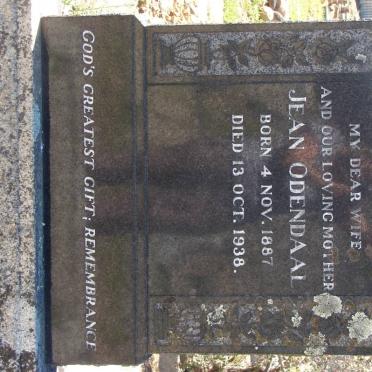 MY DEAR WIFE
AND OUR LOVING MOTHER
JEAN ODENDAAL
BORN 4 NOV. 1887
DIED 13 OCT. 1938.
GOD'S GREATEST GIFT; REMEMBRANCE